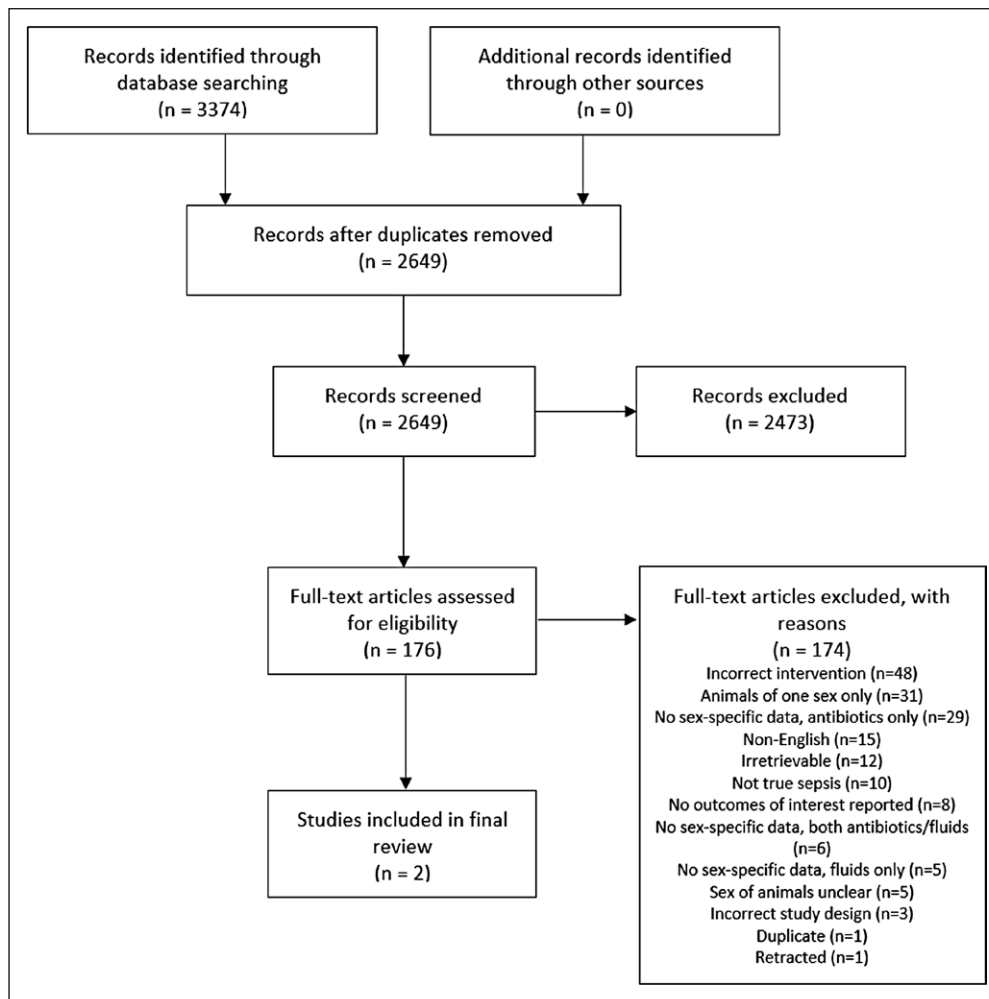 Records identified through
database searching
(n = 3374)
Additional records identified
through other sources
(n = 0)
Records after duplicates removed
(n = 2649)
Records screened
(n = 2649)
Records excluded
(n = 2473)
Full-text articles assessed
for eligibility
(n = 176)
Full-text articles excluded, with
reasons
(n = 174)
Incorrect intervention (n=48)
Animals of one sex only (n=31)
No sex-specific data, antibiotics only (n=29)
Non-English (n=15)
Irretrievable (n=12)
Not true sepsis (n=10)
No outcomes of interest reported (n=8)
No sex-specific data, both antibiotics/fluids
(n=6)
No sex-specific data, fluids only (n=5)
Sex of animals unclear (n=5)
Incorrect study design (n=3)
Duplicate (n=1)
Retracted (n=1)
Studies included in final
review
(n = 2)